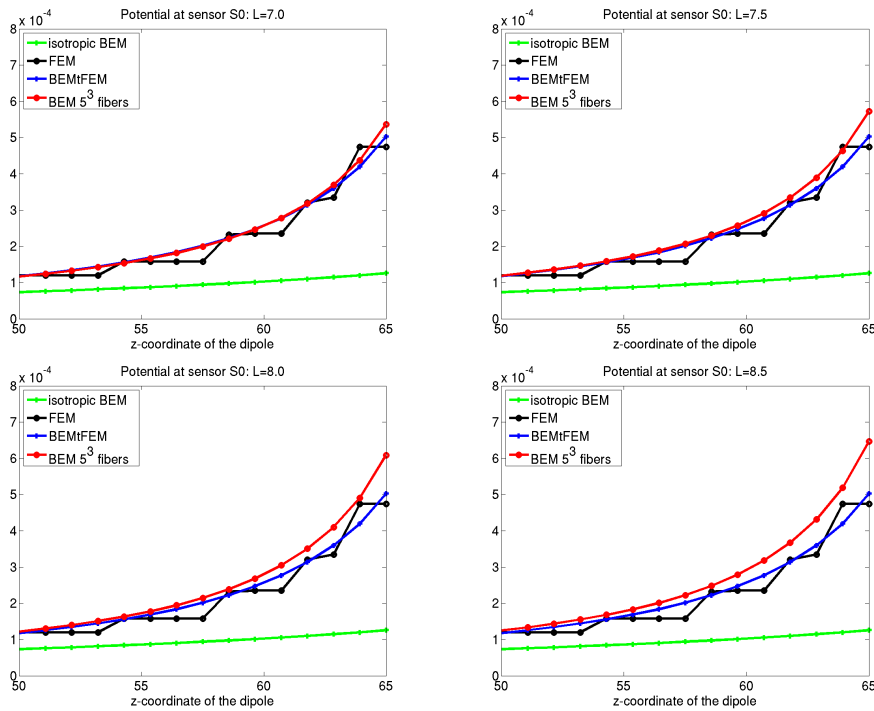 Potential at sensor S0: L=7.0
x 10^-4
8
7
6
5
4
3
2
1
0
50 55 60 65
z-coordinate of the dipole
isotropic BEM
FEM
BEMtFEM
BEM 5^3 fibers
Potential at sensor S0: L=7.5
x 10^-4
8
7
6
5
4
3
2
1
0
50 55 60 65
z-coordinate of the dipole
isotropic BEM
FEM
BEMtFEM
BEM 5^3 fibers
Potential at sensor S0: L=8.0
x 10^-4
8
7
6
5
4
3
2
1
0
50 55 60 65
z-coordinate of the dipole
isotropic BEM
FEM
BEMtFEM
BEM 5^3 fibers
Potential at sensor S0: L=8.5
x 10^-4
8
7
6
5
4
3
2
1
0
50 55 60 65
z-coordinate of the dipole
isotropic BEM
FEM
BEMtFEM
BEM 5^3 fibers